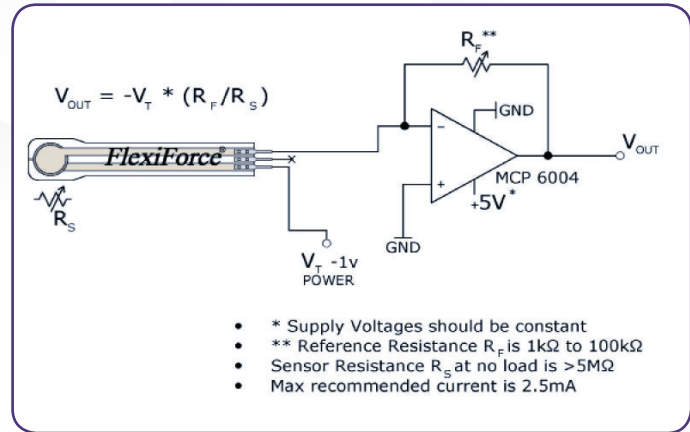 R_F**
V_OUT = -V_T * (R_F/R_S)
GND
FlexiForce®
−
V_OUT
MCP 6004
+
+5V*
R_S
GND
V_T -1v
POWER
• * Supply Voltages should be constant
• ** Reference Resistance R_F is 1kΩ to 100kΩ
• Sensor Resistance R_S at no load is >5MΩ
• Max recommended current is 2.5mA